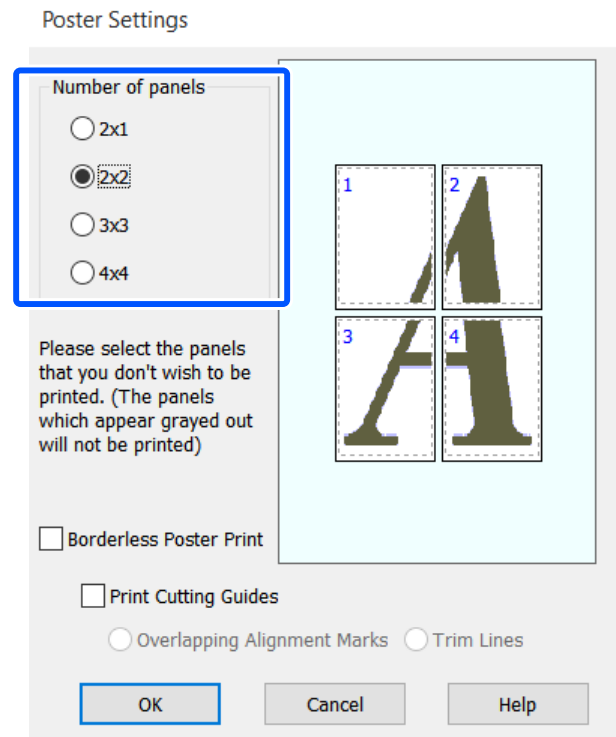 Poster Settings
Number of panels
2x1
2x2
3x3
4x4
1
2
3
4
Please select the panels
that you don't wish to be
printed. (The panels
which appear grayed out
will not be printed)
Borderless Poster Print
Print Cutting Guides
Overlapping Alignment Marks
Trim Lines
OK
Cancel
Help